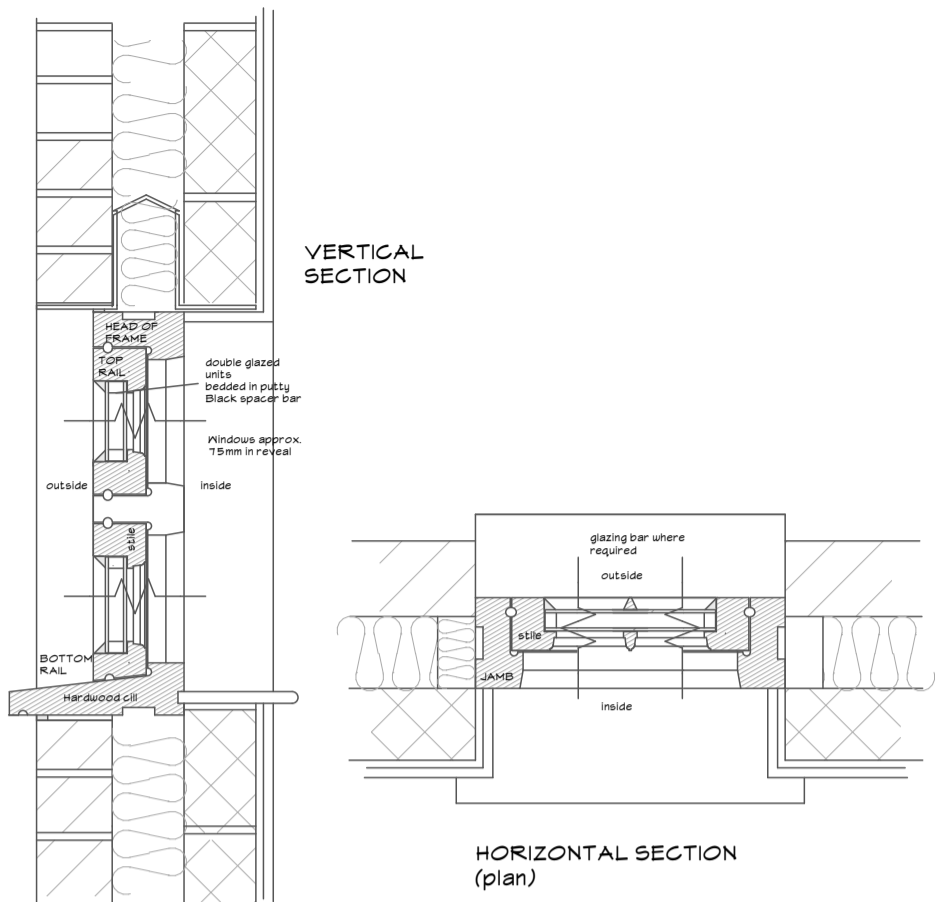 VERTICAL
SECTION
HEAD OF
FRAME
TOP
RAIL
double glazed
units
bedded in putty
Black spacer bar
Windows approx.
75mm in reveal
outside
inside
stile
BOTTOM
RAIL
Hardwood cill
glazing bar where
required
outside
stile
JAMB
inside
HORIZONTAL SECTION
(plan)